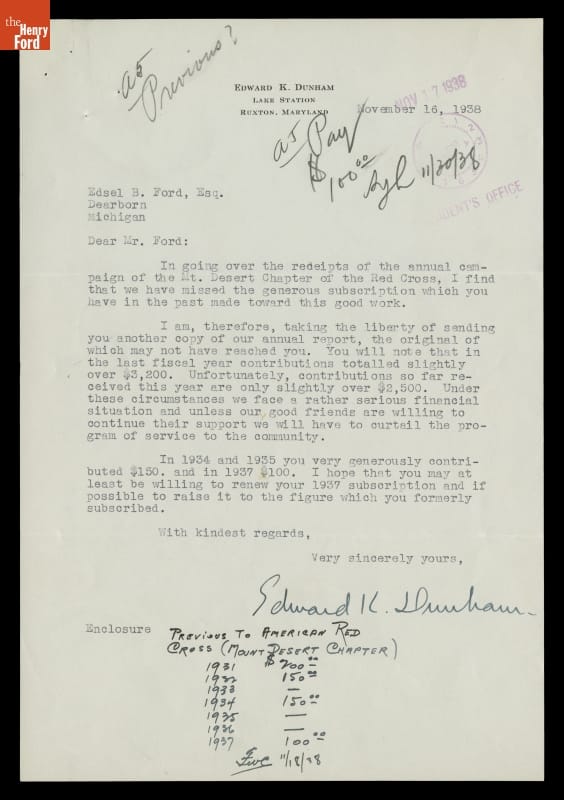 the
Henry
Ford
as
Previous?
EDWARD K. DUNHAM
LAKE STATION
RUXTON, MARYLAND
NOV 17 1938
November 16, 1938
as Pay
$100.00
11/20/38
DENT'S OFFICE
Edsel B. Ford, Esq.
Dearborn
Michigan
Dear Mr. Ford:
In going over the receipts of the annual cam-
paign of the Mt. Desert Chapter of the Red Cross, I find
that we have missed the generous subscription which you
have in the past made toward this good work.
I am, therefore, taking the liberty of sending
you another copy of our annual report, the original of
which may not have reached you. You will note that in
the last fiscal year contributions totalled slightly
over $3,200. Unfortunately, contributions so far re-
ceived this year are only slightly over $2,500. Under
these circumstances we face a rather serious financial
situation and unless our good friends are willing to
continue their support we will have to curtail the pro-
gram of service to the community.
In 1934 and 1935 you very generously contri-
buted $150. and in 1937 $100. I hope that you may at
least be willing to renew your 1937 subscription and if
possible to raise it to the figure which you formerly
subscribed.
With kindest regards,
Very sincerely yours,
Edward K. Dunham
Enclosure
PREVIOUS TO AMERICAN RED
CROSS (MOUNT DESERT CHAPTER)
1931 $200.00
1932 150.00
1933 —
1934 150.00
1935 —
1936 —
1937 100.00
11/18/38